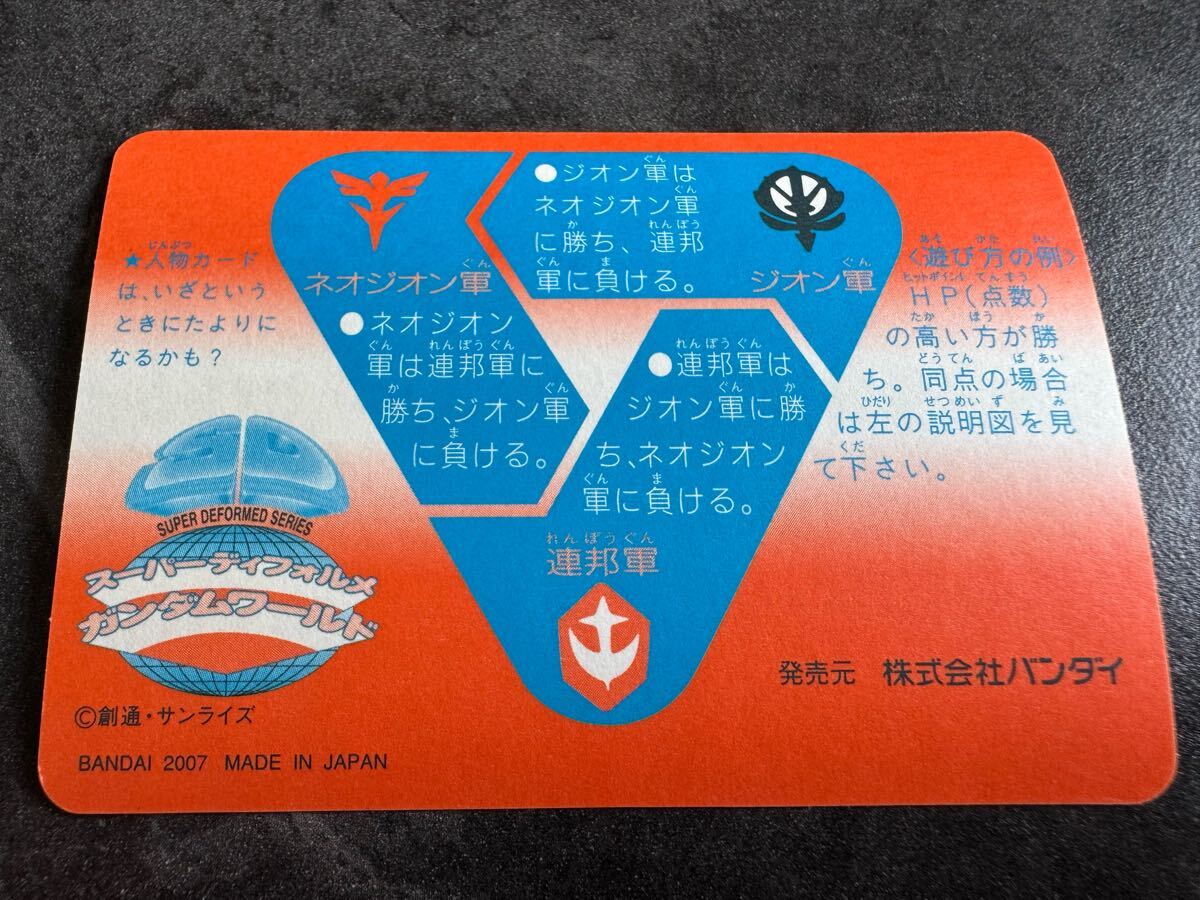 ★人物カード
は、いざという
ときにたよりに
なるかも？
ネオジオン軍
●ジオン軍は
ネオジオン軍
に勝ち、連邦
軍に負ける。
ジオン軍
●ネオジオン
軍は連邦軍に
勝ち、ジオン軍
に負ける。
●連邦軍は
ジオン軍に勝
ち、ネオジオン
軍に負ける。
連邦軍
〈遊び方の例〉
ＨＰ(点数)
の高い方が勝
ち。同点の場合
は左の説明図を見
て下さい。
SUPER DEFORMED SERIES
スーパーディフォルメ
ガンダムワールド
©創通・サンライズ
BANDAI 2007 MADE IN JAPAN
発売元 株式会社バンダイ